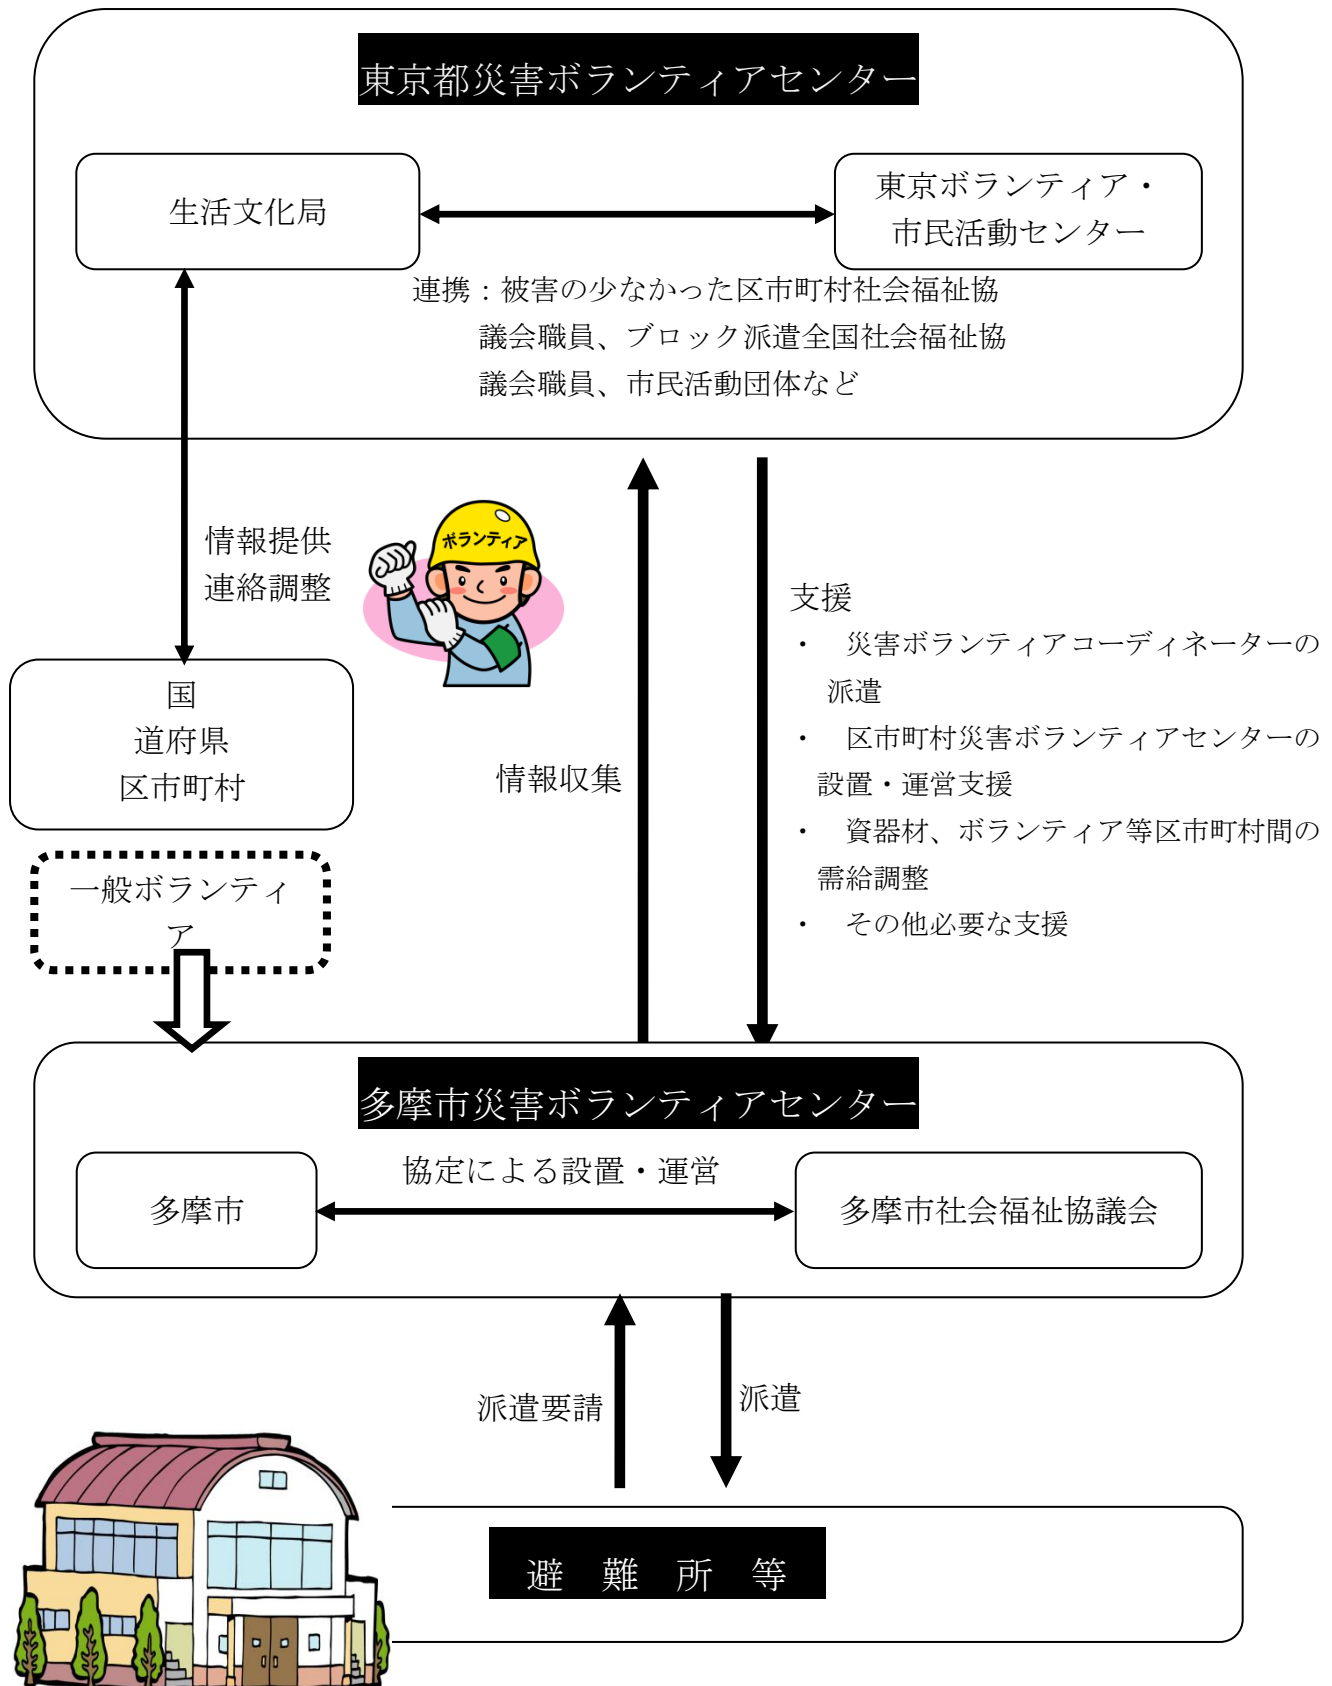 東京都災害ボランティアセンター
生活文化局
東京ボランティア・
市民活動センター
連携：被害の少なかった区市町村社会福祉協
議会職員、ブロック派遣全国社会福祉協
議会職員、市民活動団体など
情報提供
連絡調整
ボランティア
支援
・　災害ボランティアコーディネーターの
派遣
・　区市町村災害ボランティアセンターの
設置・運営支援
・　資器材、ボランティア等区市町村間の
需給調整
・　その他必要な支援
国
道府県
区市町村
情報収集
一般ボランティ
ア
多摩市災害ボランティアセンター
協定による設置・運営
多摩市
多摩市社会福祉協議会
派遣要請
派遣
避　難　所　等